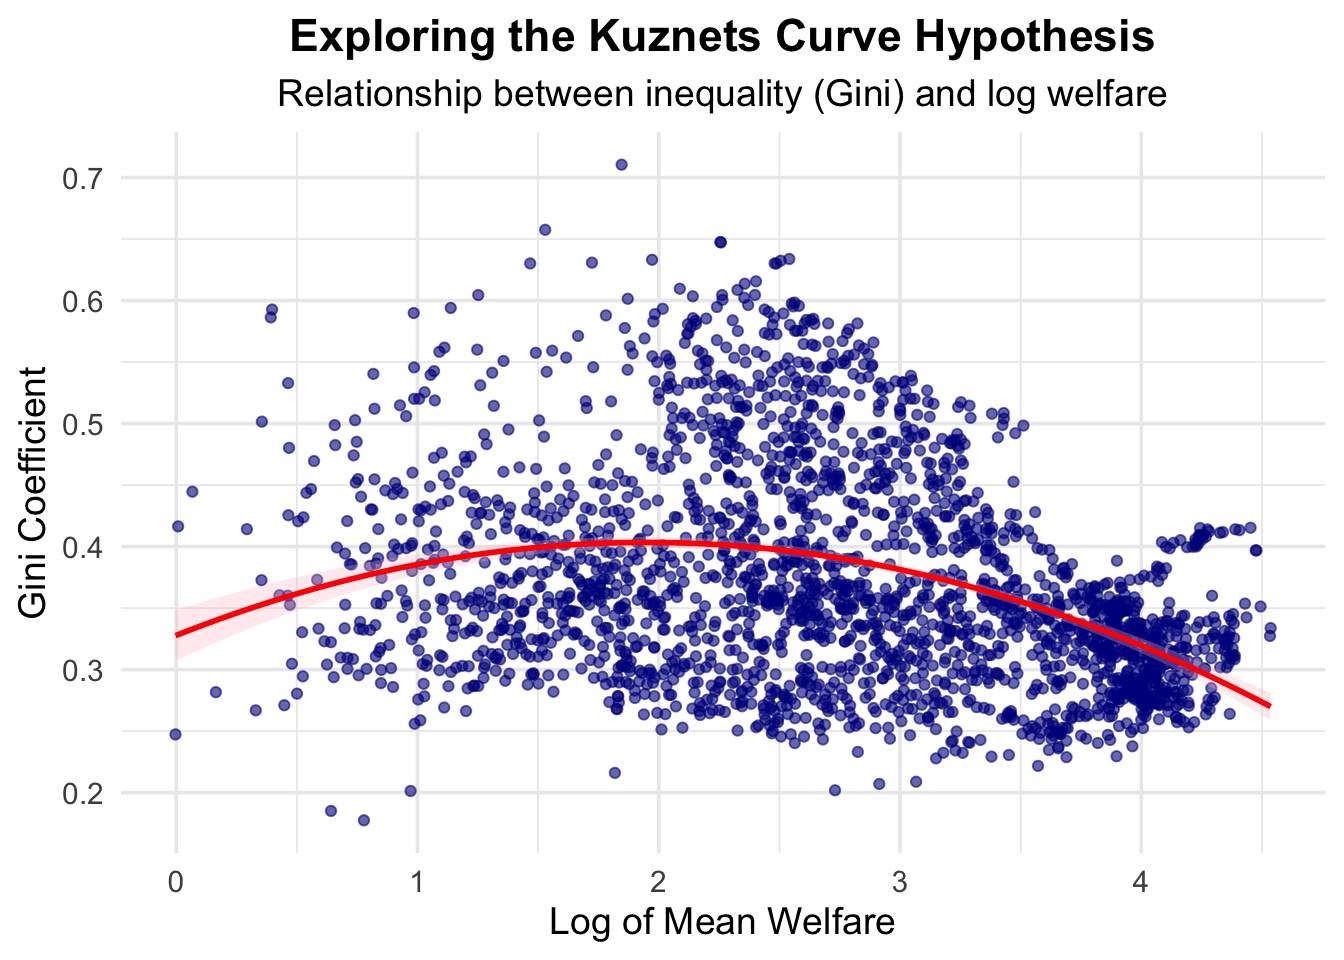 Exploring the Kuznets Curve Hypothesis
Relationship between inequality (Gini) and log welfare
Gini Coefficient
0.7
0.6
0.5
0.4
0.3
0.2
0
1
2
3
4
Log of Mean Welfare